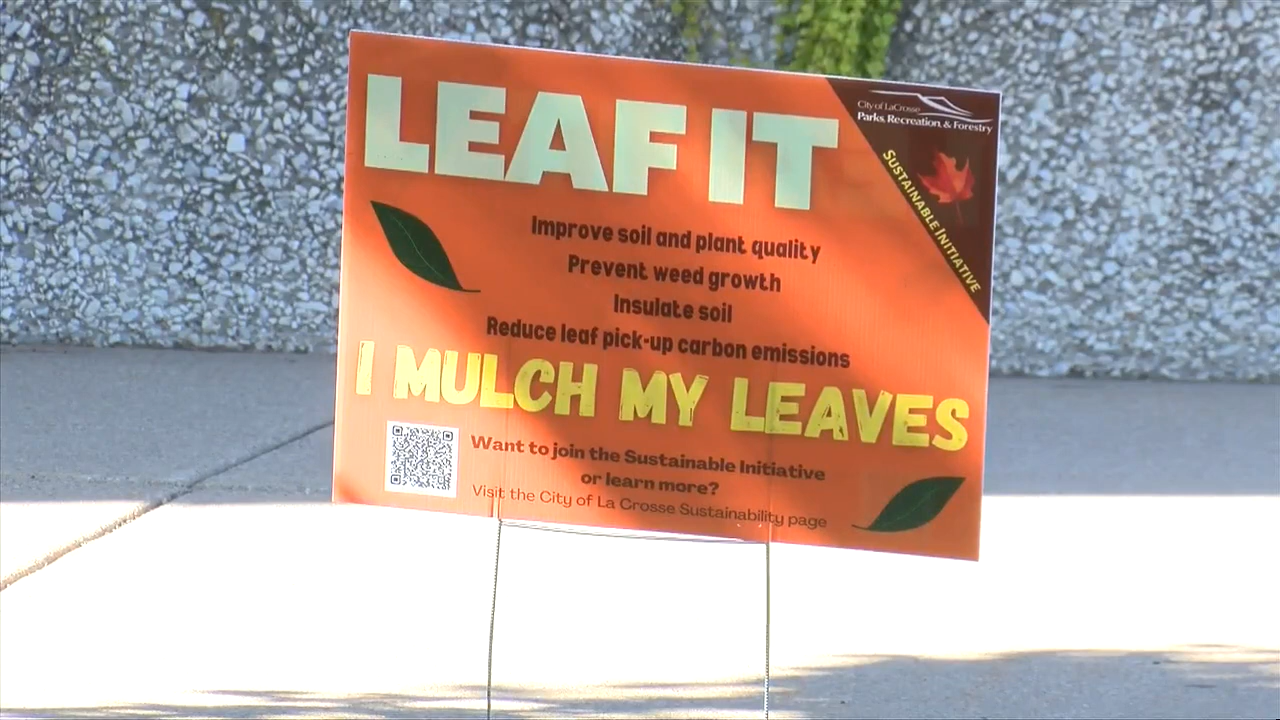 LEAF IT
City of LaCrosse
Parks, Recreation, & Forestry
SUSTAINABLE INITIATIVE
Improve soil and plant quality
Prevent weed growth
Insulate soil
Reduce leaf pick-up carbon emissions
I MULCH MY LEAVES
Want to join the Sustainable Initiative
or learn more?
Visit the City of La Crosse Sustainability page